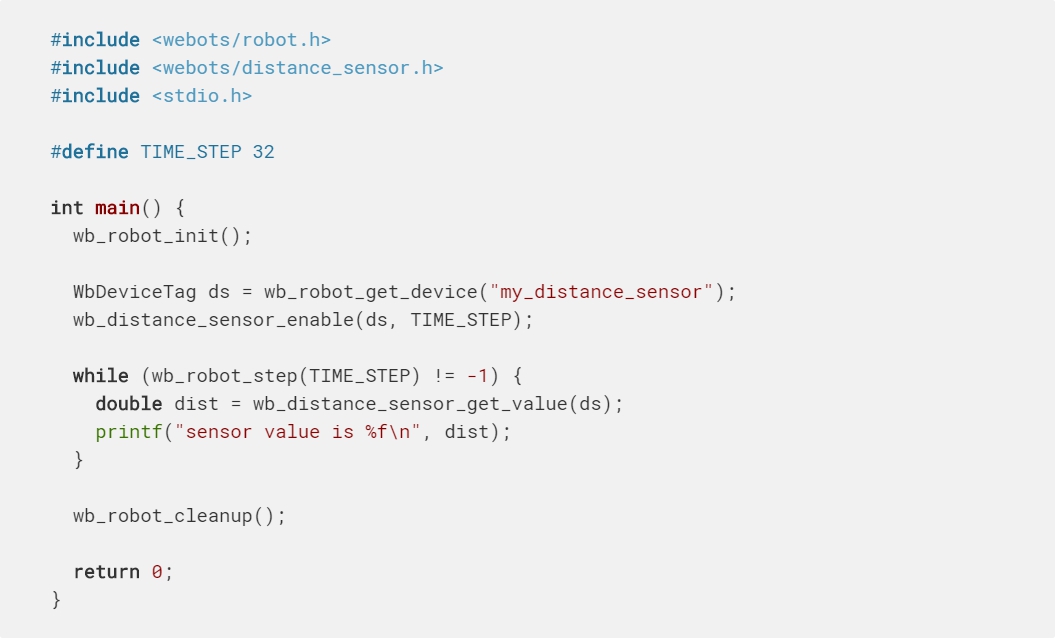 #include <webots/robot.h>
#include <webots/distance_sensor.h>
#include <stdio.h>

#define TIME_STEP 32

int main() {
  wb_robot_init();

  WbDeviceTag ds = wb_robot_get_device("my_distance_sensor");
  wb_distance_sensor_enable(ds, TIME_STEP);

  while (wb_robot_step(TIME_STEP) != -1) {
    double dist = wb_distance_sensor_get_value(ds);
    printf("sensor value is %f\n", dist);
  }

  wb_robot_cleanup();

  return 0;
}